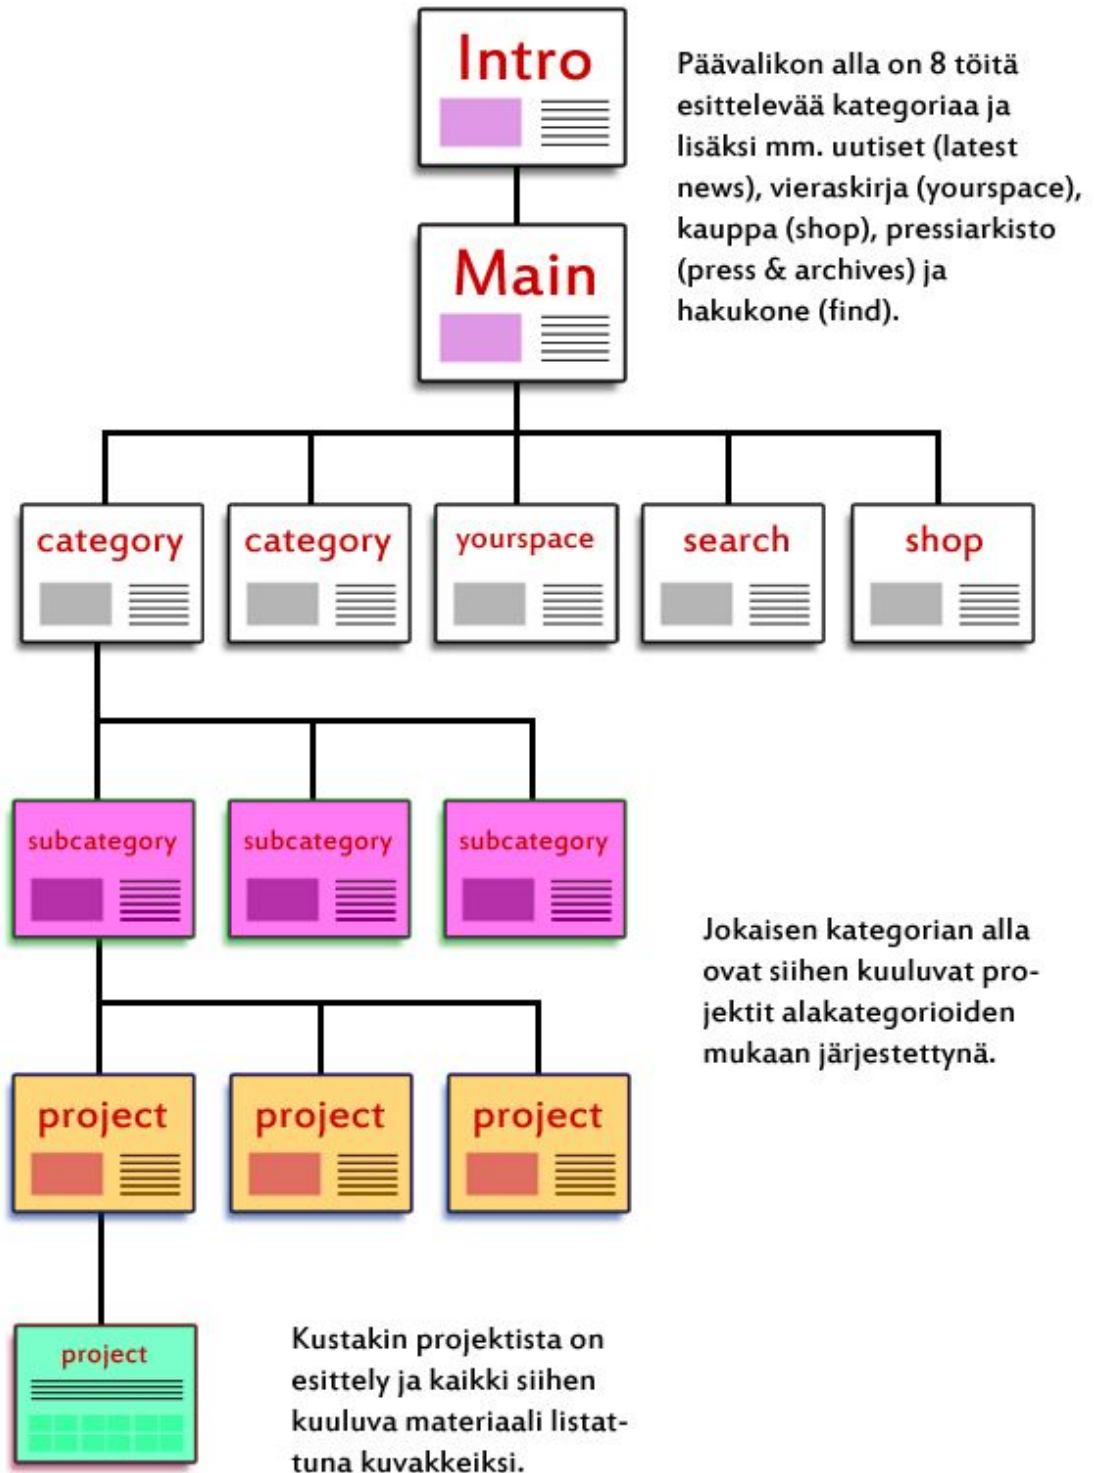 Intro
Päävalikon alla on 8 töitä
esittelevää kategoriaa ja
lisäksi mm. uutiset (latest
news), vieraskirja (yourspace),
kauppa (shop), pressiarkisto
(press & archives) ja
hakukone (find).
Main
category
category
yourspace
search
shop
subcategory
subcategory
subcategory
Jokaisen kategorian alla
ovat siihen kuuluvat pro-
jektit alakategorioiden
mukaan järjestettynä.
project
project
project
project
Kustakin projektista on
esittely ja kaikki siihen
kuuluva materiaali listat-
tuna kuvakkeiksi.